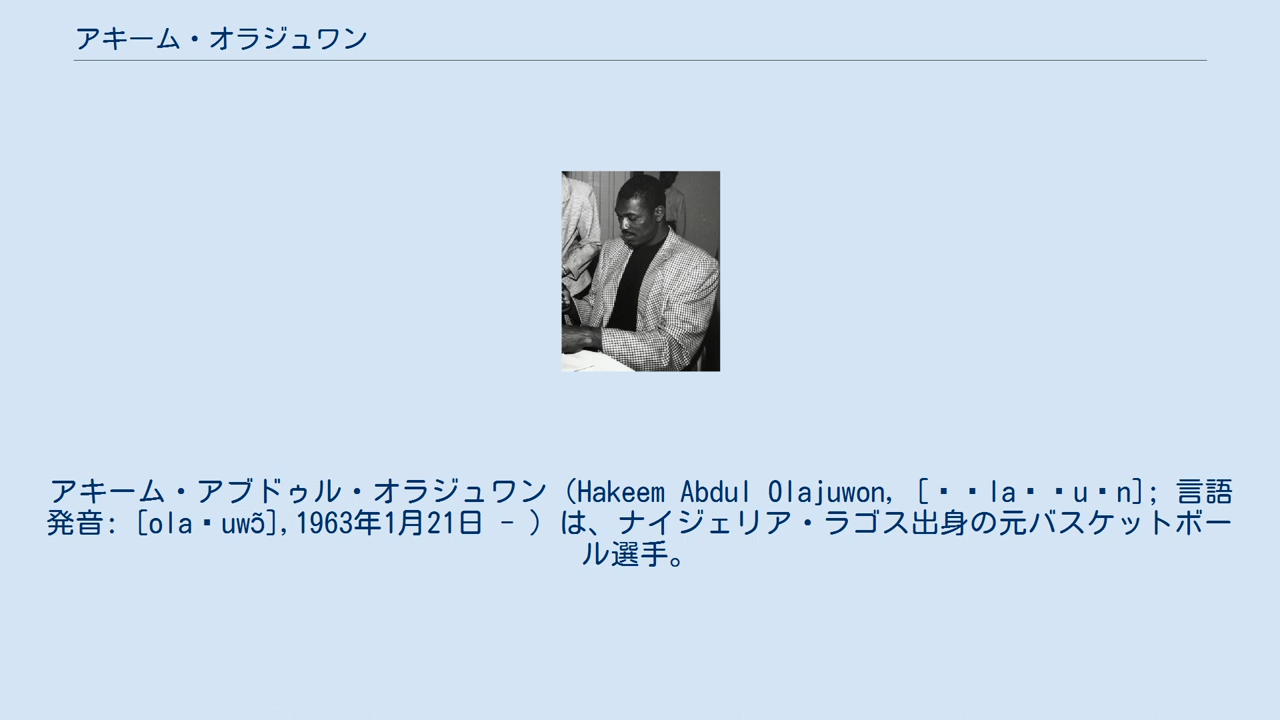 アキーム・オラジュワン
アキーム・アブドゥル・オラジュワン（Hakeem Abdul Olajuwon, [▪▪la▪▪u▪n]; 言語
発音: [ola▪uwɔ̃],1963年1月21日 - ）は、ナイジェリア・ラゴス出身の元バスケットボー
ル選手。